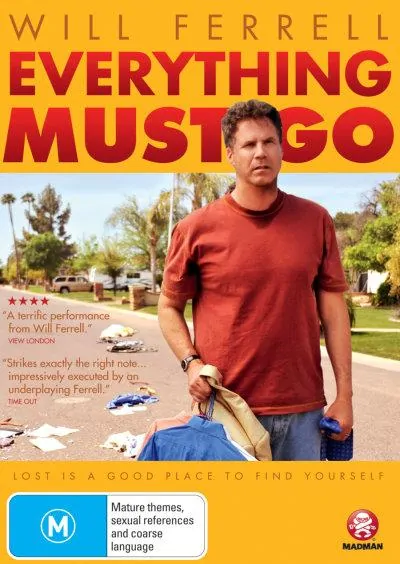 WILL FERRELL
EVERYTHING
MUST GO
★★★★
“A terrific performance
from Will Ferrell.”
VIEW LONDON
“Strikes exactly the right note...
impressively executed by an
underplaying Ferrell.”
TIME OUT
LOST IS A GOOD PLACE TO FIND YOURSELF
M
Mature themes,
sexual references
and coarse
language
MADMAN